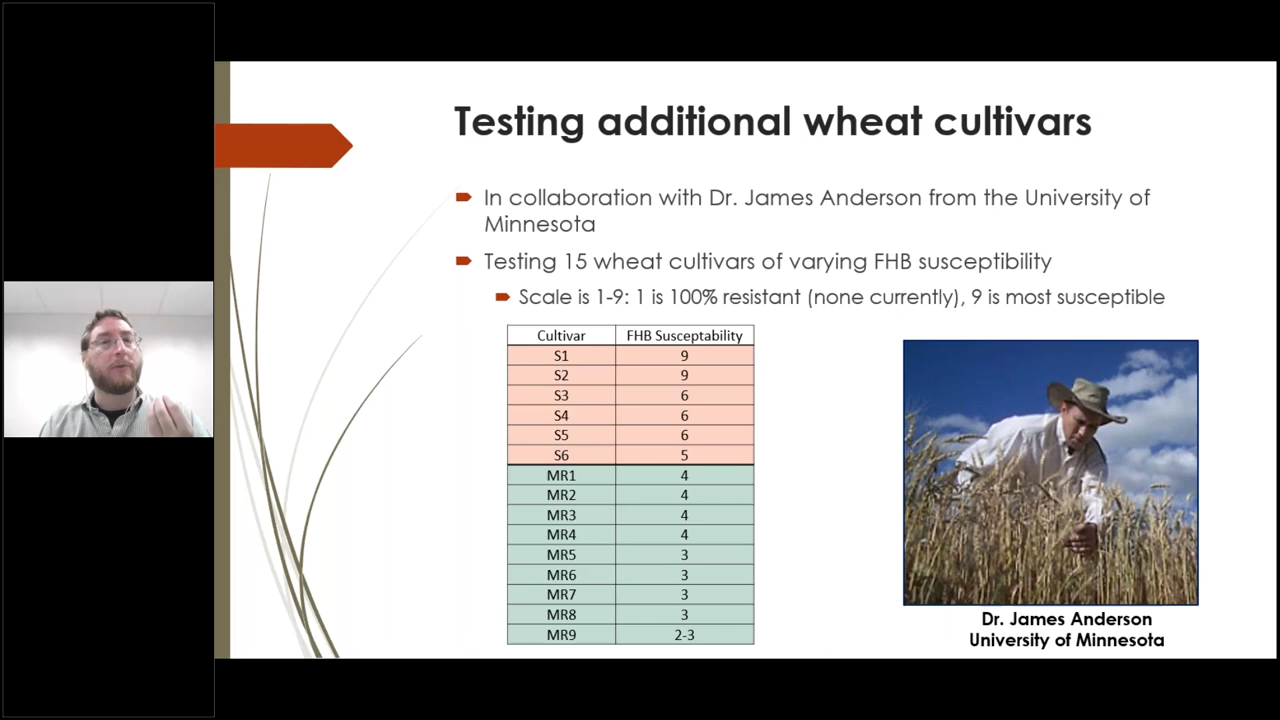 Testing additional wheat cultivars
In collaboration with Dr. James Anderson from the University of
Minnesota
Testing 15 wheat cultivars of varying FHB susceptibility
Scale is 1-9: 1 is 100% resistant (none currently), 9 is most susceptible
Cultivar FHB Susceptability
S1 9
S2 9
S3 6
S4 6
S5 6
S6 5
MR1 4
MR2 4
MR3 4
MR4 4
MR5 3
MR6 3
MR7 3
MR8 3
MR9 2-3
Dr. James Anderson
University of Minnesota